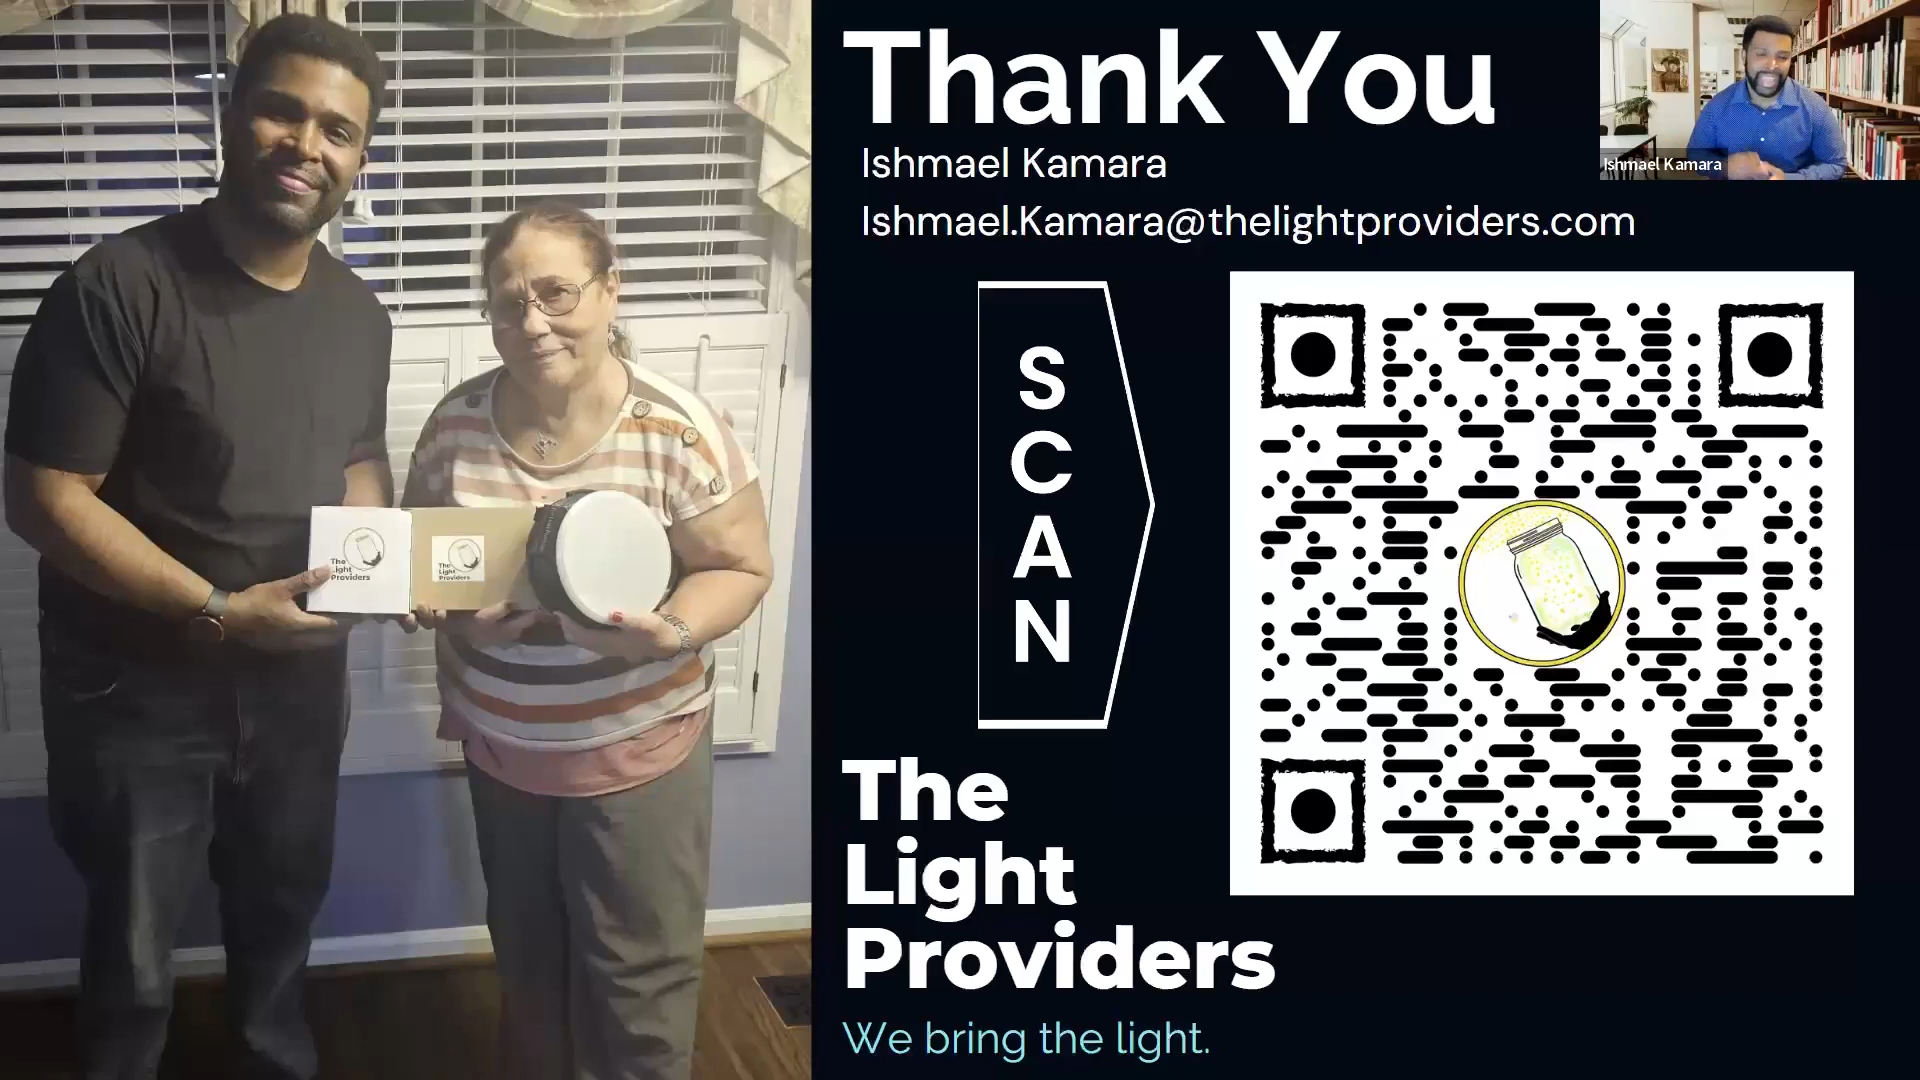 Thank You
Ishmael Kamara
Ishmael.Kamara@thelightproviders.com
Ishmael Kamara
SCAN
The
Light
Providers
The
Light
Providers
The
Light
Providers
We bring the light.